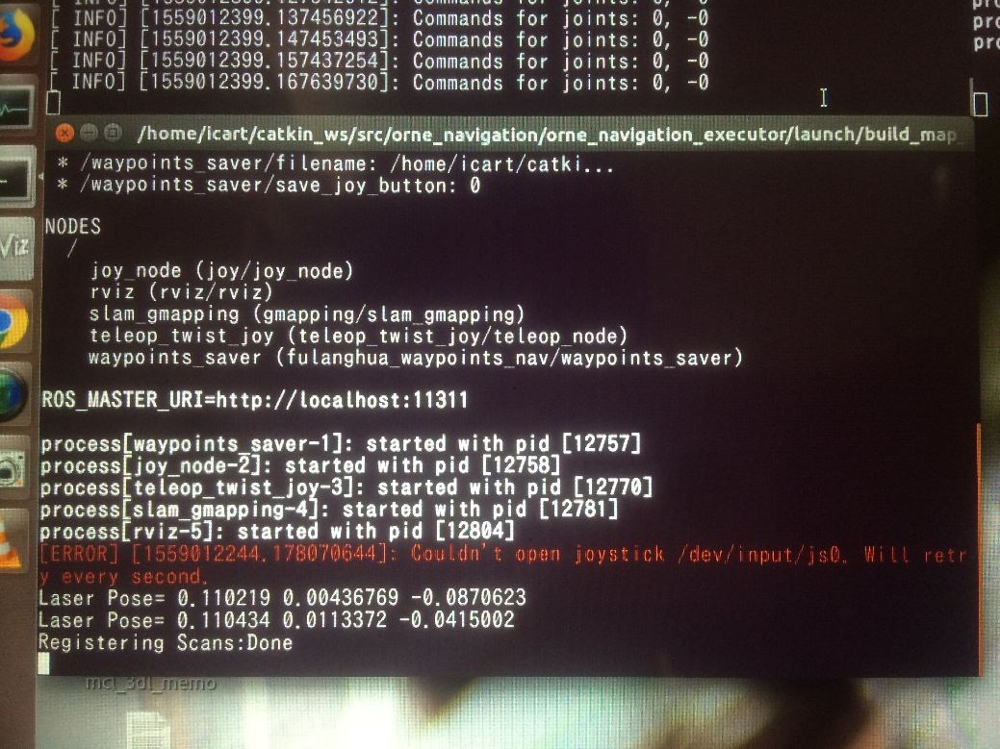 [ INFO] [1559012399.137456922]: Commands for joints: 0, -0
[ INFO] [1559012399.147453493]: Commands for joints: 0, -0
[ INFO] [1559012399.157437254]: Commands for joints: 0, -0
[ INFO] [1559012399.167639730]: Commands for joints: 0, -0
/home/icart/catkin_ws/src/orne_navigation/orne_navigation_executor/launch/build_map_
* /waypoints_saver/filename: /home/icart/catki...
* /waypoints_saver/save_joy_button: 0
NODES
/
joy_node (joy/joy_node)
rviz (rviz/rviz)
slam_gmapping (gmapping/slam_gmapping)
teleop_twist_joy (teleop_twist_joy/teleop_node)
waypoints_saver (fulanghua_waypoints_nav/waypoints_saver)
ROS_MASTER_URI=http://localhost:11311
process[waypoints_saver-1]: started with pid [12757]
process[joy_node-2]: started with pid [12758]
process[teleop_twist_joy-3]: started with pid [12770]
process[slam_gmapping-4]: started with pid [12781]
process[rviz-5]: started with pid [12804]
[ERROR] [1559012244.178070644]: Couldn't open joystick /dev/input/js0. Will retr
y every second.
Laser Pose= 0.110219 0.00436769 -0.0870623
Laser Pose= 0.110434 0.0113372 -0.0415002
Registering Scans:Done
mcl_3dl_memo